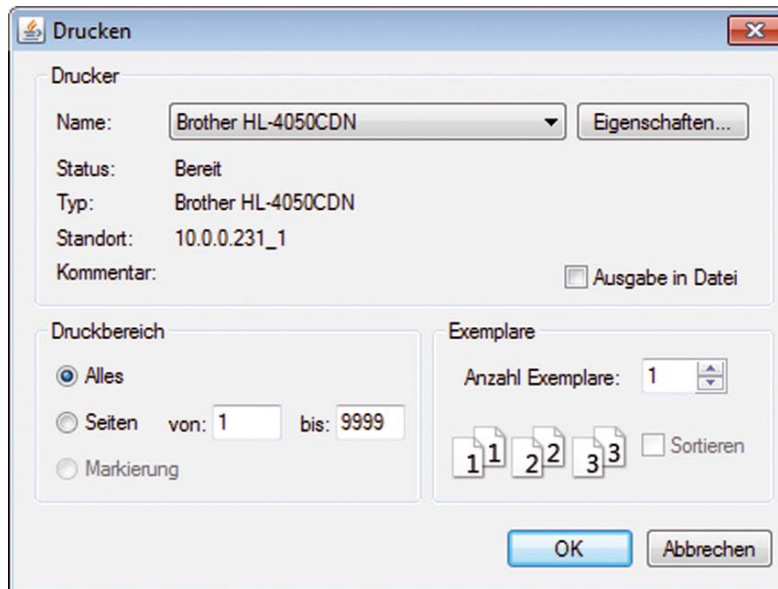 Drucken
Drucker
Name: Brother HL-4050CDN Eigenschaften...
Status: Bereit
Typ: Brother HL-4050CDN
Standort: 10.0.0.231_1
Kommentar: Ausgabe in Datei
Druckbereich
Alles
Seiten von: 1 bis: 9999
Markierung
Exemplare
Anzahl Exemplare: 1
1 1 2 2 3 3 Sortieren
OK Abbrechen